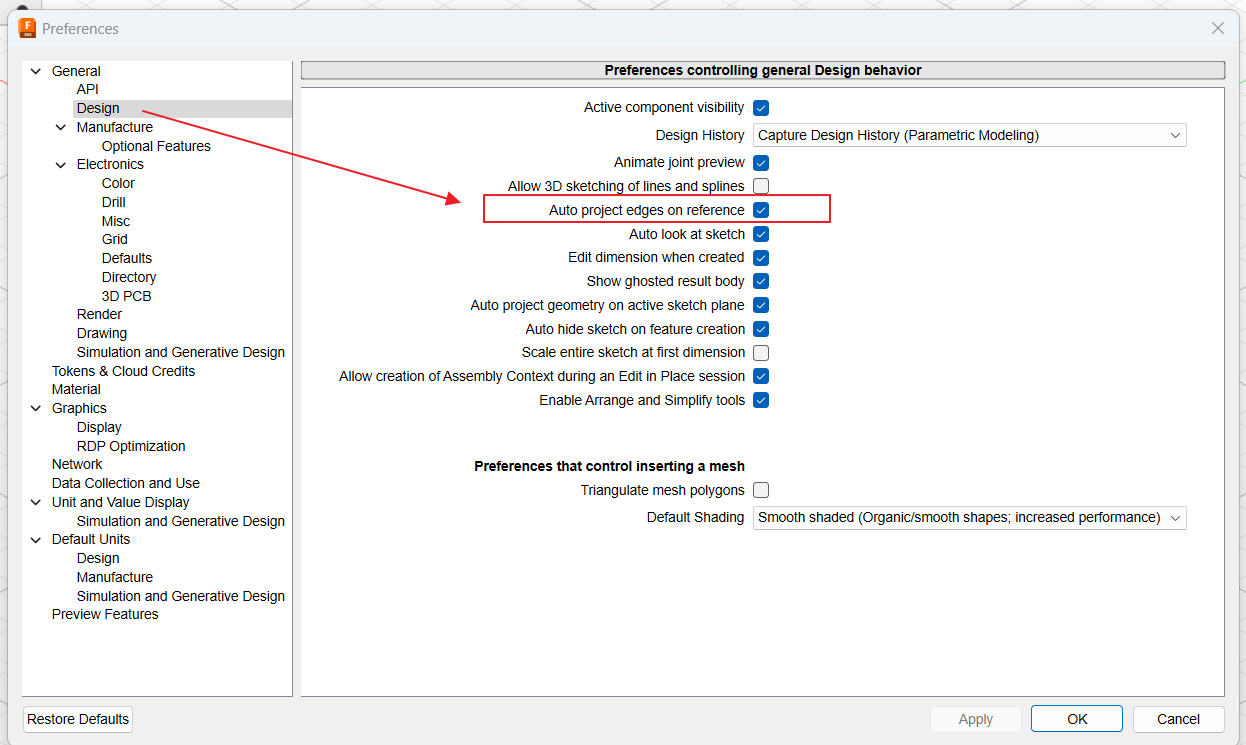 Preferences
General
API
Design
Manufacture
Optional Features
Electronics
Color
Drill
Misc
Grid
Defaults
Directory
3D PCB
Render
Drawing
Simulation and Generative Design
Tokens & Cloud Credits
Material
Graphics
Display
RDP Optimization
Network
Data Collection and Use
Unit and Value Display
Simulation and Generative Design
Default Units
Design
Manufacture
Simulation and Generative Design
Preview Features
Preferences controlling general Design behavior
Active component visibility
Design History Capture Design History (Parametric Modeling)
Animate joint preview
Allow 3D sketching of lines and splines
Auto project edges on reference
Auto look at sketch
Edit dimension when created
Show ghosted result body
Auto project geometry on active sketch plane
Auto hide sketch on feature creation
Scale entire sketch at first dimension
Allow creation of Assembly Context during an Edit in Place session
Enable Arrange and Simplify tools
Preferences that control inserting a mesh
Triangulate mesh polygons
Default Shading Smooth shaded (Organic/smooth shapes; increased performance)
Restore Defaults Apply OK Cancel